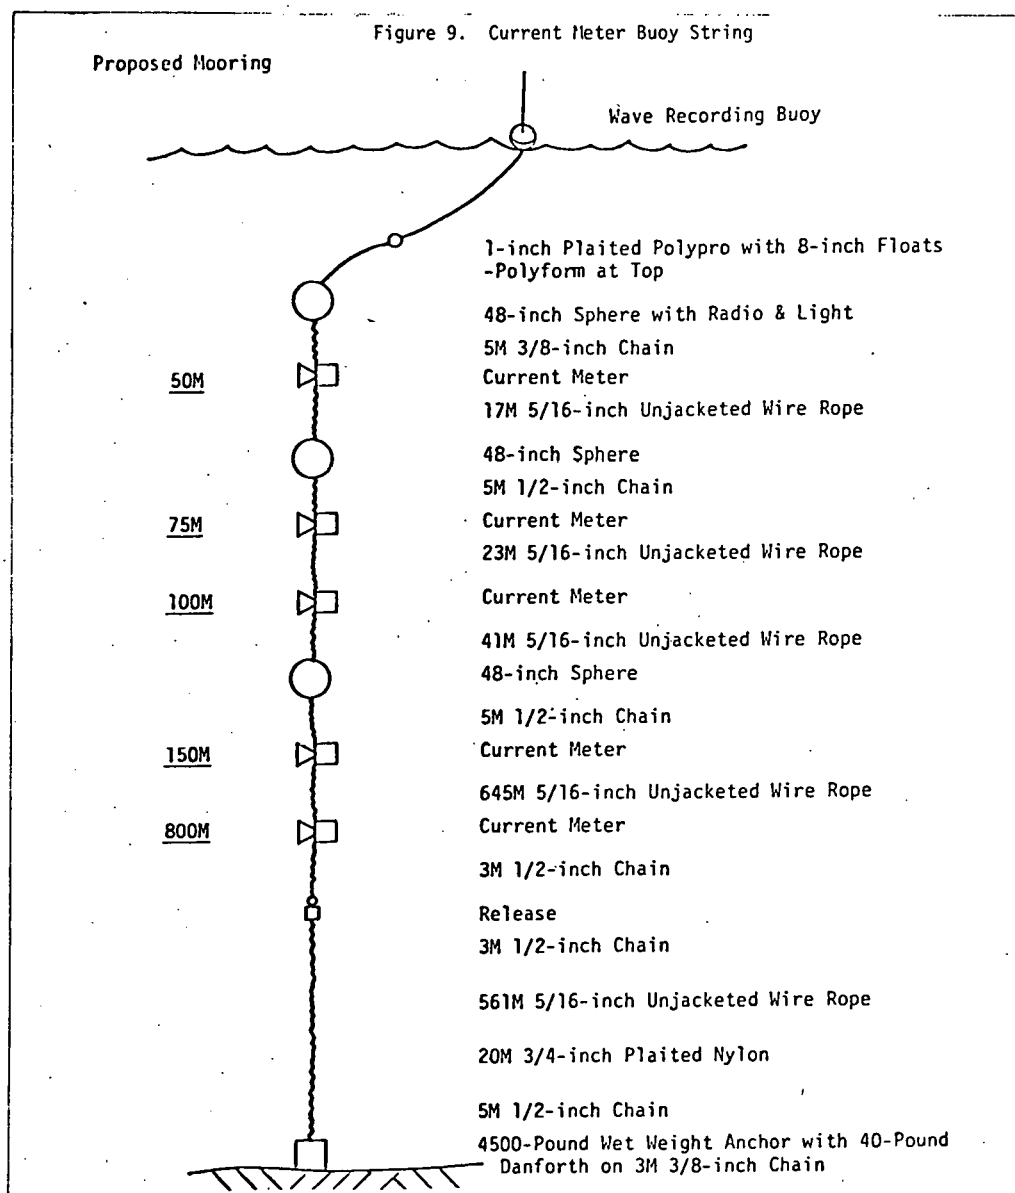 Figure 9. Current Meter Buoy String
Proposed Mooring
Wave Recording Buoy
1-inch Plaited Polypro with 8-inch Floats
-Polyform at Top
48-inch Sphere with Radio & Light
5M 3/8-inch Chain
50M
Current Meter
17M 5/16-inch Unjacketed Wire Rope
48-inch Sphere
5M 1/2-inch Chain
75M
Current Meter
23M 5/16-inch Unjacketed Wire Rope
100M
Current Meter
41M 5/16-inch Unjacketed Wire Rope
48-inch Sphere
5M 1/2-inch Chain
150M
Current Meter
645M 5/16-inch Unjacketed Wire Rope
800M
Current Meter
3M 1/2-inch Chain
Release
3M 1/2-inch Chain
561M 5/16-inch Unjacketed Wire Rope
20M 3/4-inch Plaited Nylon
5M 1/2-inch Chain
4500-Pound Wet Weight Anchor with 40-Pound
Danforth on 3M 3/8-inch Chain